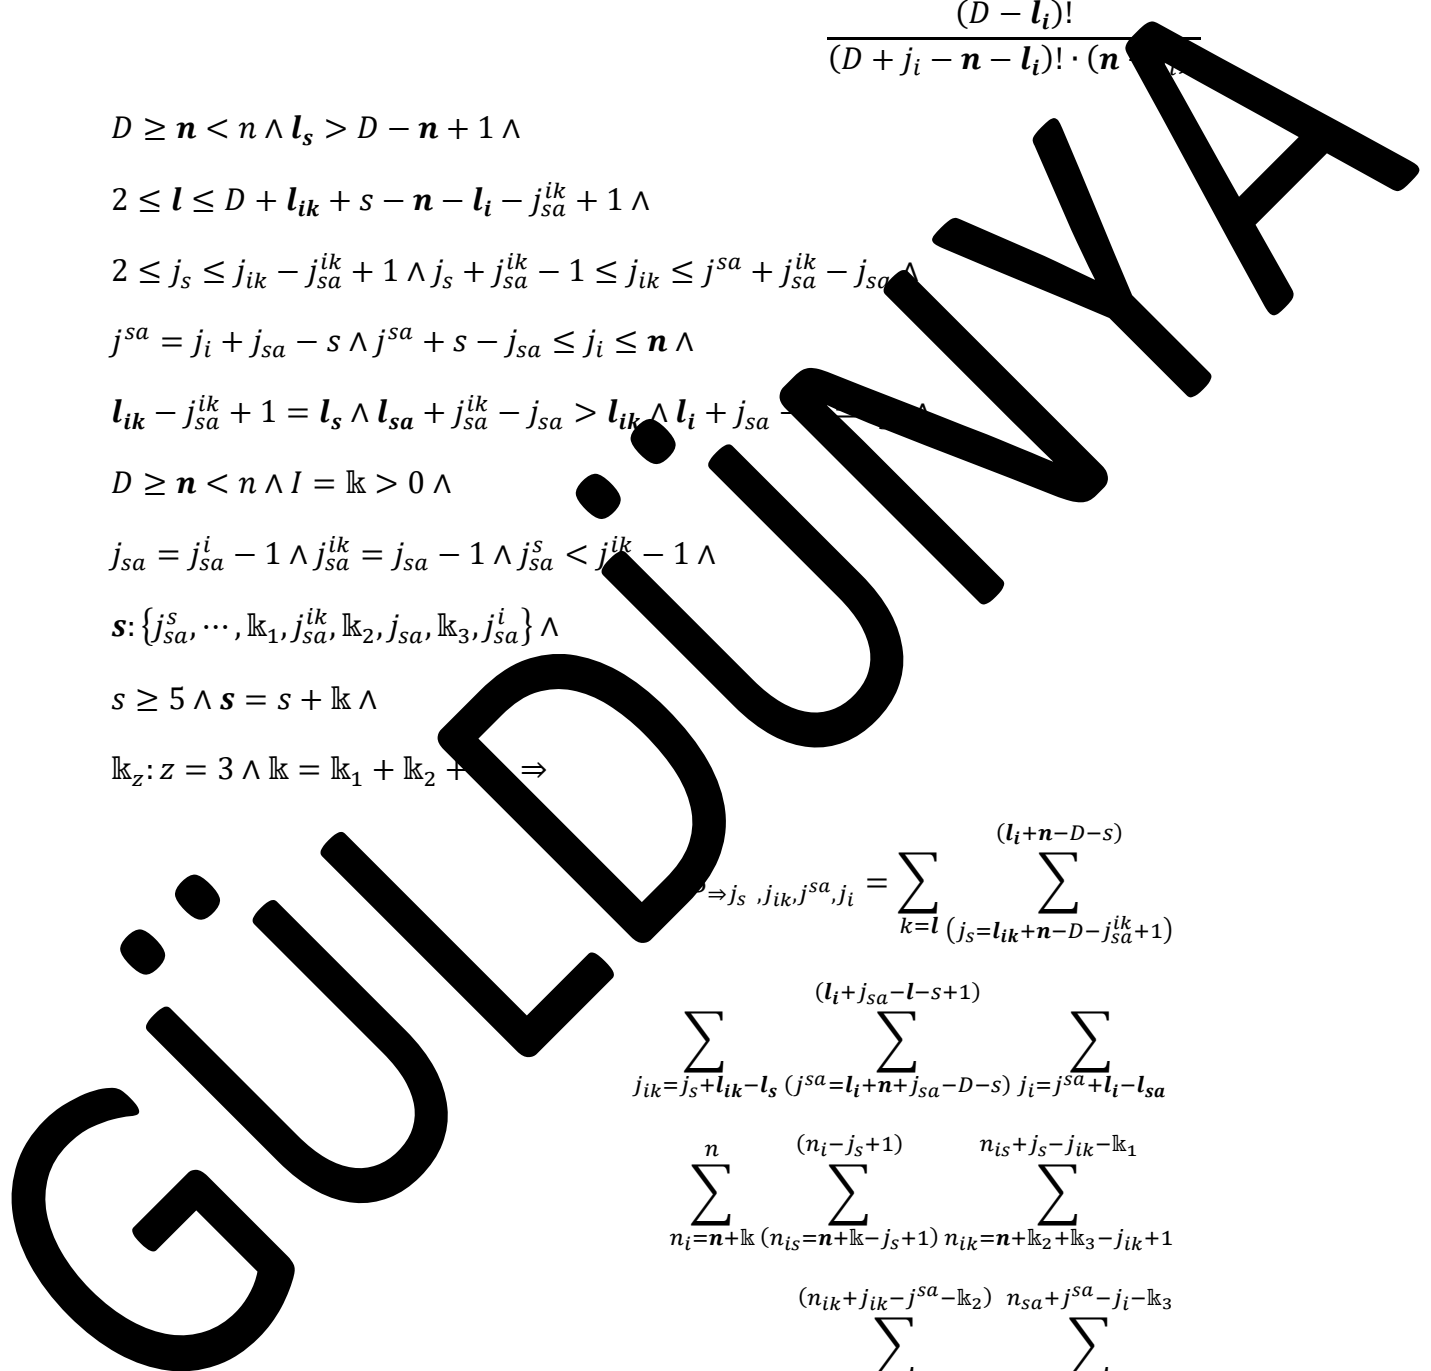 (D − l_i)!
(D + j_i − n − l_i)! · (n
D ≥ n < n ∧ l_s > D − n + 1 ∧
2 ≤ l ≤ D + l_ik + s − n − l_i − j_sa^ik + 1 ∧
2 ≤ j_s ≤ j_ik − j_sa^ik + 1 ∧ j_s + j_sa^ik − 1 ≤ j_ik ≤ j^sa + j_sa^ik − j_sa ∧
j^sa = j_i + j_sa − s ∧ j^sa + s − j_sa ≤ j_i ≤ n ∧
l_ik − j_sa^ik + 1 = l_s ∧ l_sa + j_sa^ik − j_sa > l_ik ∧ l_i + j_sa
D ≥ n < n ∧ I = 𝕜 > 0 ∧
j_sa = j_sa^i − 1 ∧ j_sa^ik = j_sa − 1 ∧ j_sa^s < j^ik − 1 ∧
s: {j_sa^s, ⋯ , 𝕜_1, j_sa^ik, 𝕜_2, j_sa, 𝕜_3, j_sa^i} ∧
s ≥ 5 ∧ s = s + 𝕜 ∧
𝕜_z: z = 3 ∧ 𝕜 = 𝕜_1 + 𝕜_2 + ⇒
(l_i+n−D−s)
⇒j_s ,j_ik,j^sa,j_i = ∑ ∑
k=l (j_s=l_ik+n−D−j_sa^ik+1)
(l_i+j_sa−l−s+1)
∑ ∑ ∑
j_ik=j_s+l_ik−l_s (j^sa=l_i+n+j_sa−D−s) j_i=j^sa+l_i−l_sa
n (n_i−j_s+1) n_is+j_s−j_ik−𝕜_1
∑ ∑ ∑
n_i=n+𝕜 (n_is=n+𝕜−j_s+1) n_ik=n+𝕜_2+𝕜_3−j_ik+1
(n_ik+j_ik−j^sa−𝕜_2) n_sa+j^sa−j_i−𝕜_3
∑ ∑
GÜLDÜNYA